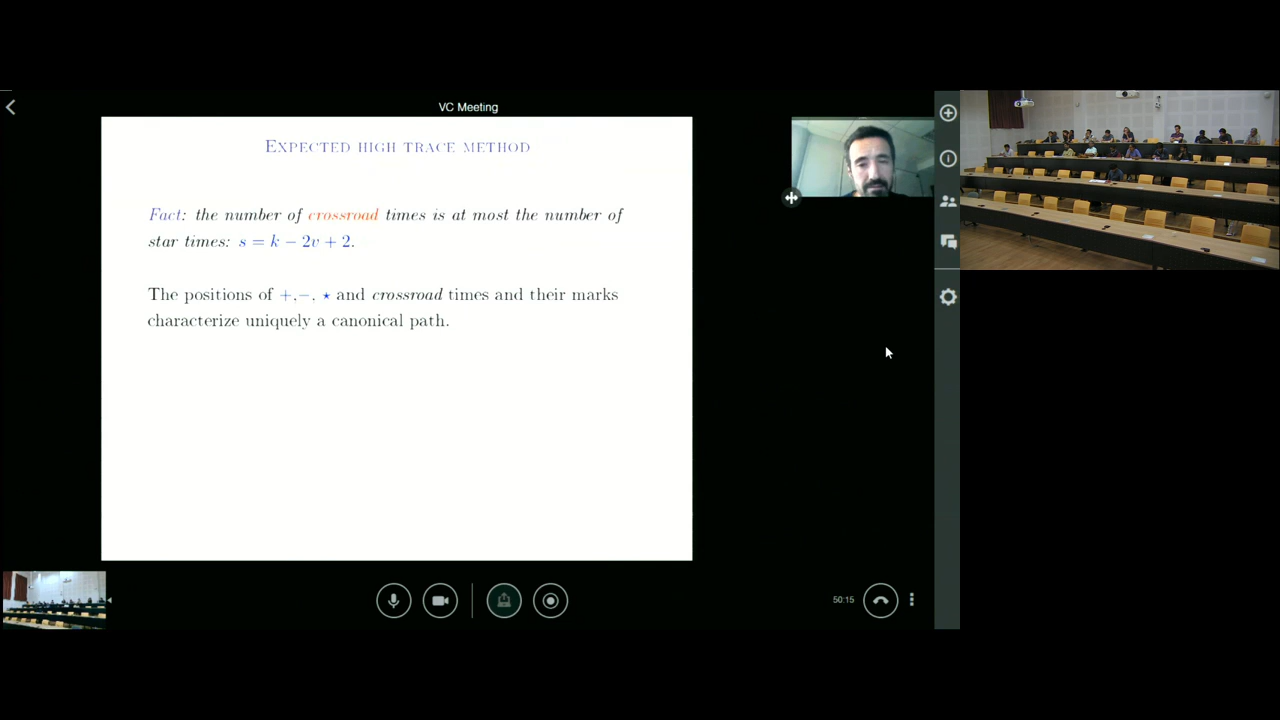 VC Meeting
Expected high trace method
Fact: the number of crossroad times is at most the number of
star times: s = k − 2v + 2.
The positions of +,−, ⋆ and crossroad times and their marks
characterize uniquely a canonical path.
50:15